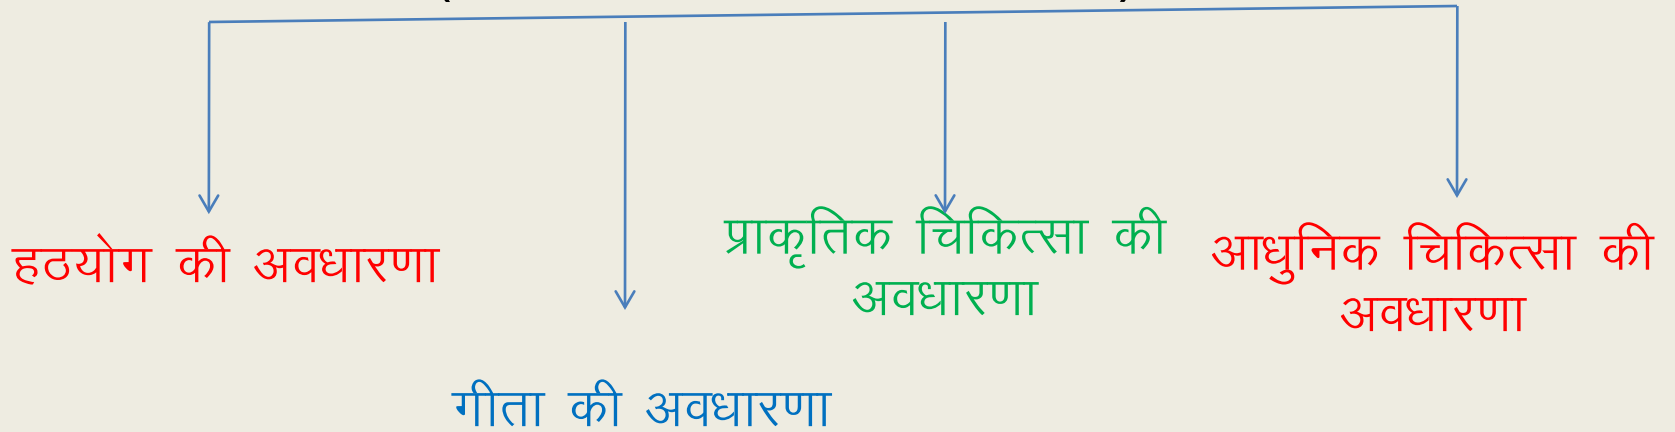 हठयोग की अवधारणा
गीता की अवधारणा
प्राकृतिक चिकित्सा की
अवधारणा
आधुनिक चिकित्सा की
अवधारणा